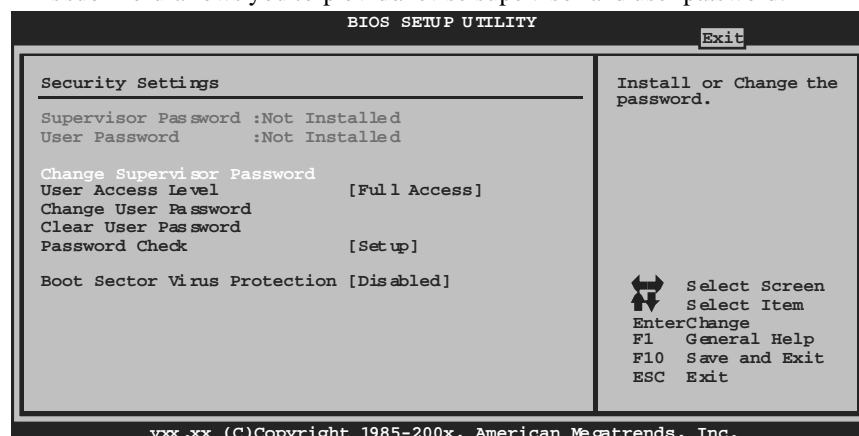 BIOS SETUP UTILITY
Exit
Security Settings
Supervisor Password :Not Installed
User Password :Not Installed
Change Supervisor Password
User Access Level [Full Access]
Change User Password
Clear User Password
Password Check [Setup]
Boot Sector Virus Protection [Disabled]
Install or Change the
password.
Select Screen
Select Item
EnterChange
F1 General Help
F10 Save and Exit
ESC Exit
vxx.xx (C)Copyright 1985-200x, American Megatrends, Inc.